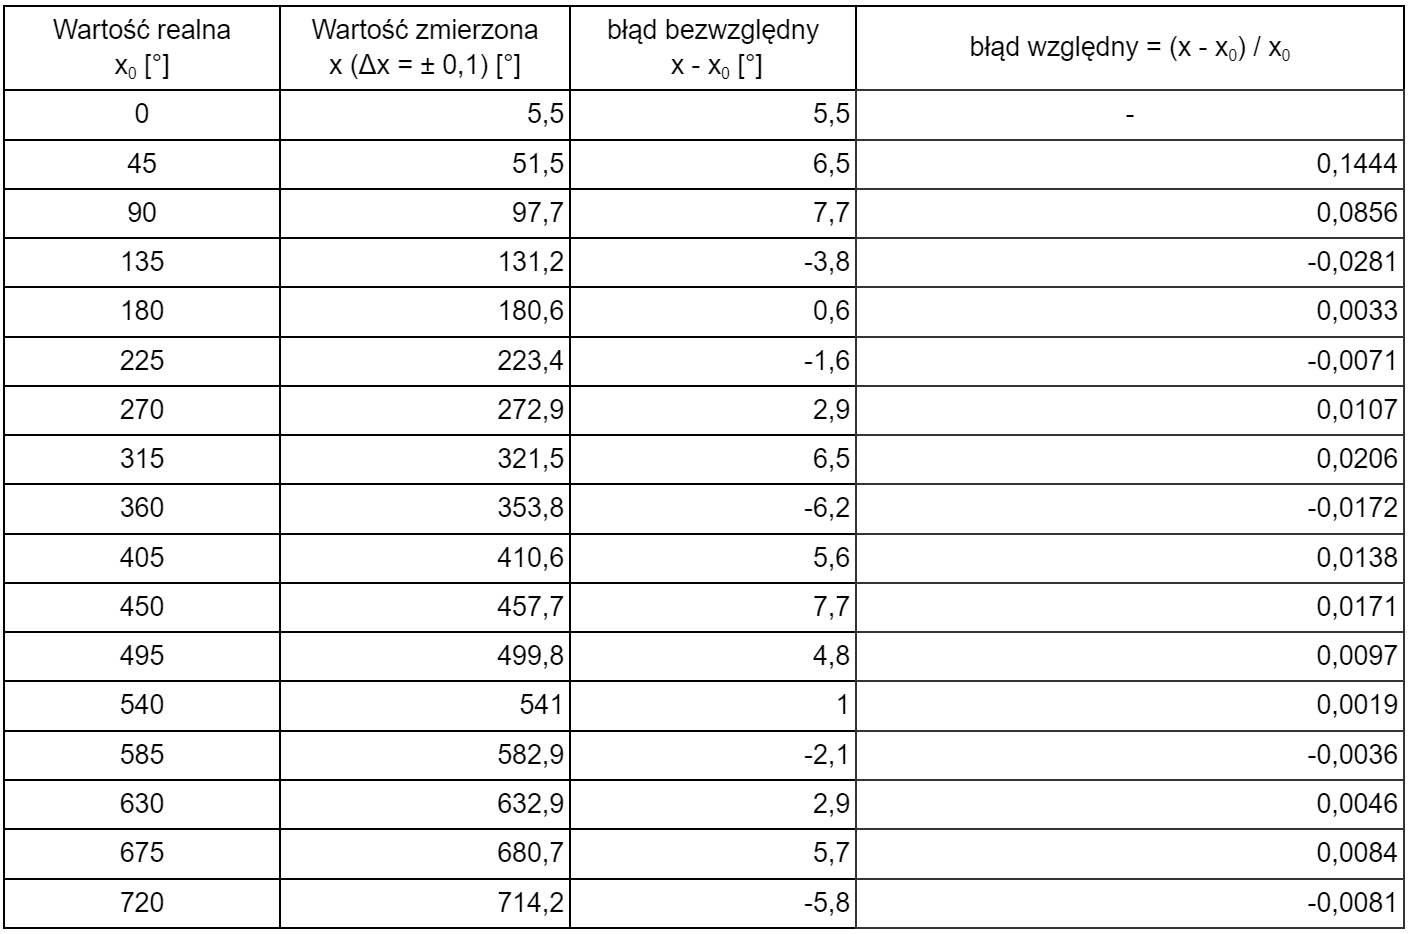 Wartość realna x₀ [°] Wartość zmierzona x (Δx = ± 0,1) [°] błąd bezwzględny x - x₀ [°] błąd względny = (x - x₀) / x₀
0 5,5 5,5 -
45 51,5 6,5 0,1444
90 97,7 7,7 0,0856
135 131,2 -3,8 -0,0281
180 180,6 0,6 0,0033
225 223,4 -1,6 -0,0071
270 272,9 2,9 0,0107
315 321,5 6,5 0,0206
360 353,8 -6,2 -0,0172
405 410,6 5,6 0,0138
450 457,7 7,7 0,0171
495 499,8 4,8 0,0097
540 541 1 0,0019
585 582,9 -2,1 -0,0036
630 632,9 2,9 0,0046
675 680,7 5,7 0,0084
720 714,2 -5,8 -0,0081